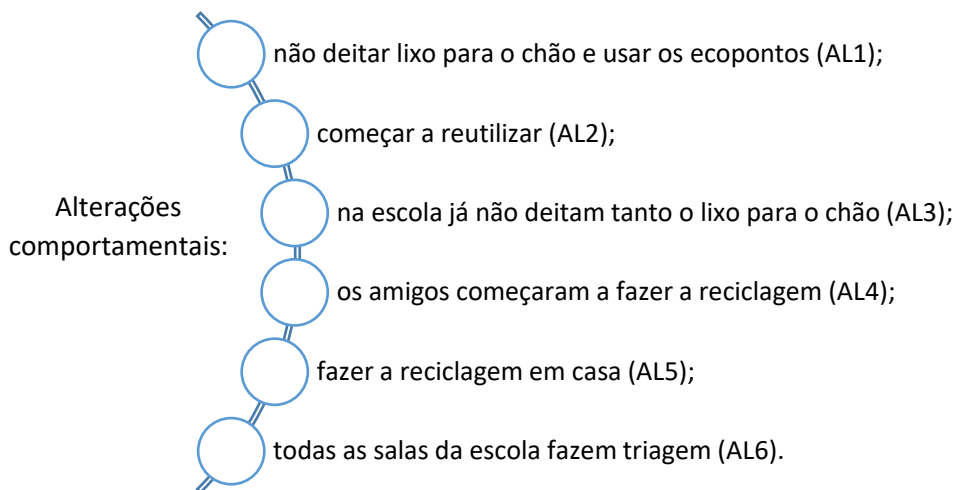 não deitar lixo para o chão e usar os ecopontos (AL1);
começar a reutilizar (AL2);
Alterações
comportamentais:
na escola já não deitam tanto o lixo para o chão (AL3);
os amigos começaram a fazer a reciclagem (AL4);
fazer a reciclagem em casa (AL5);
todas as salas da escola fazem triagem (AL6).